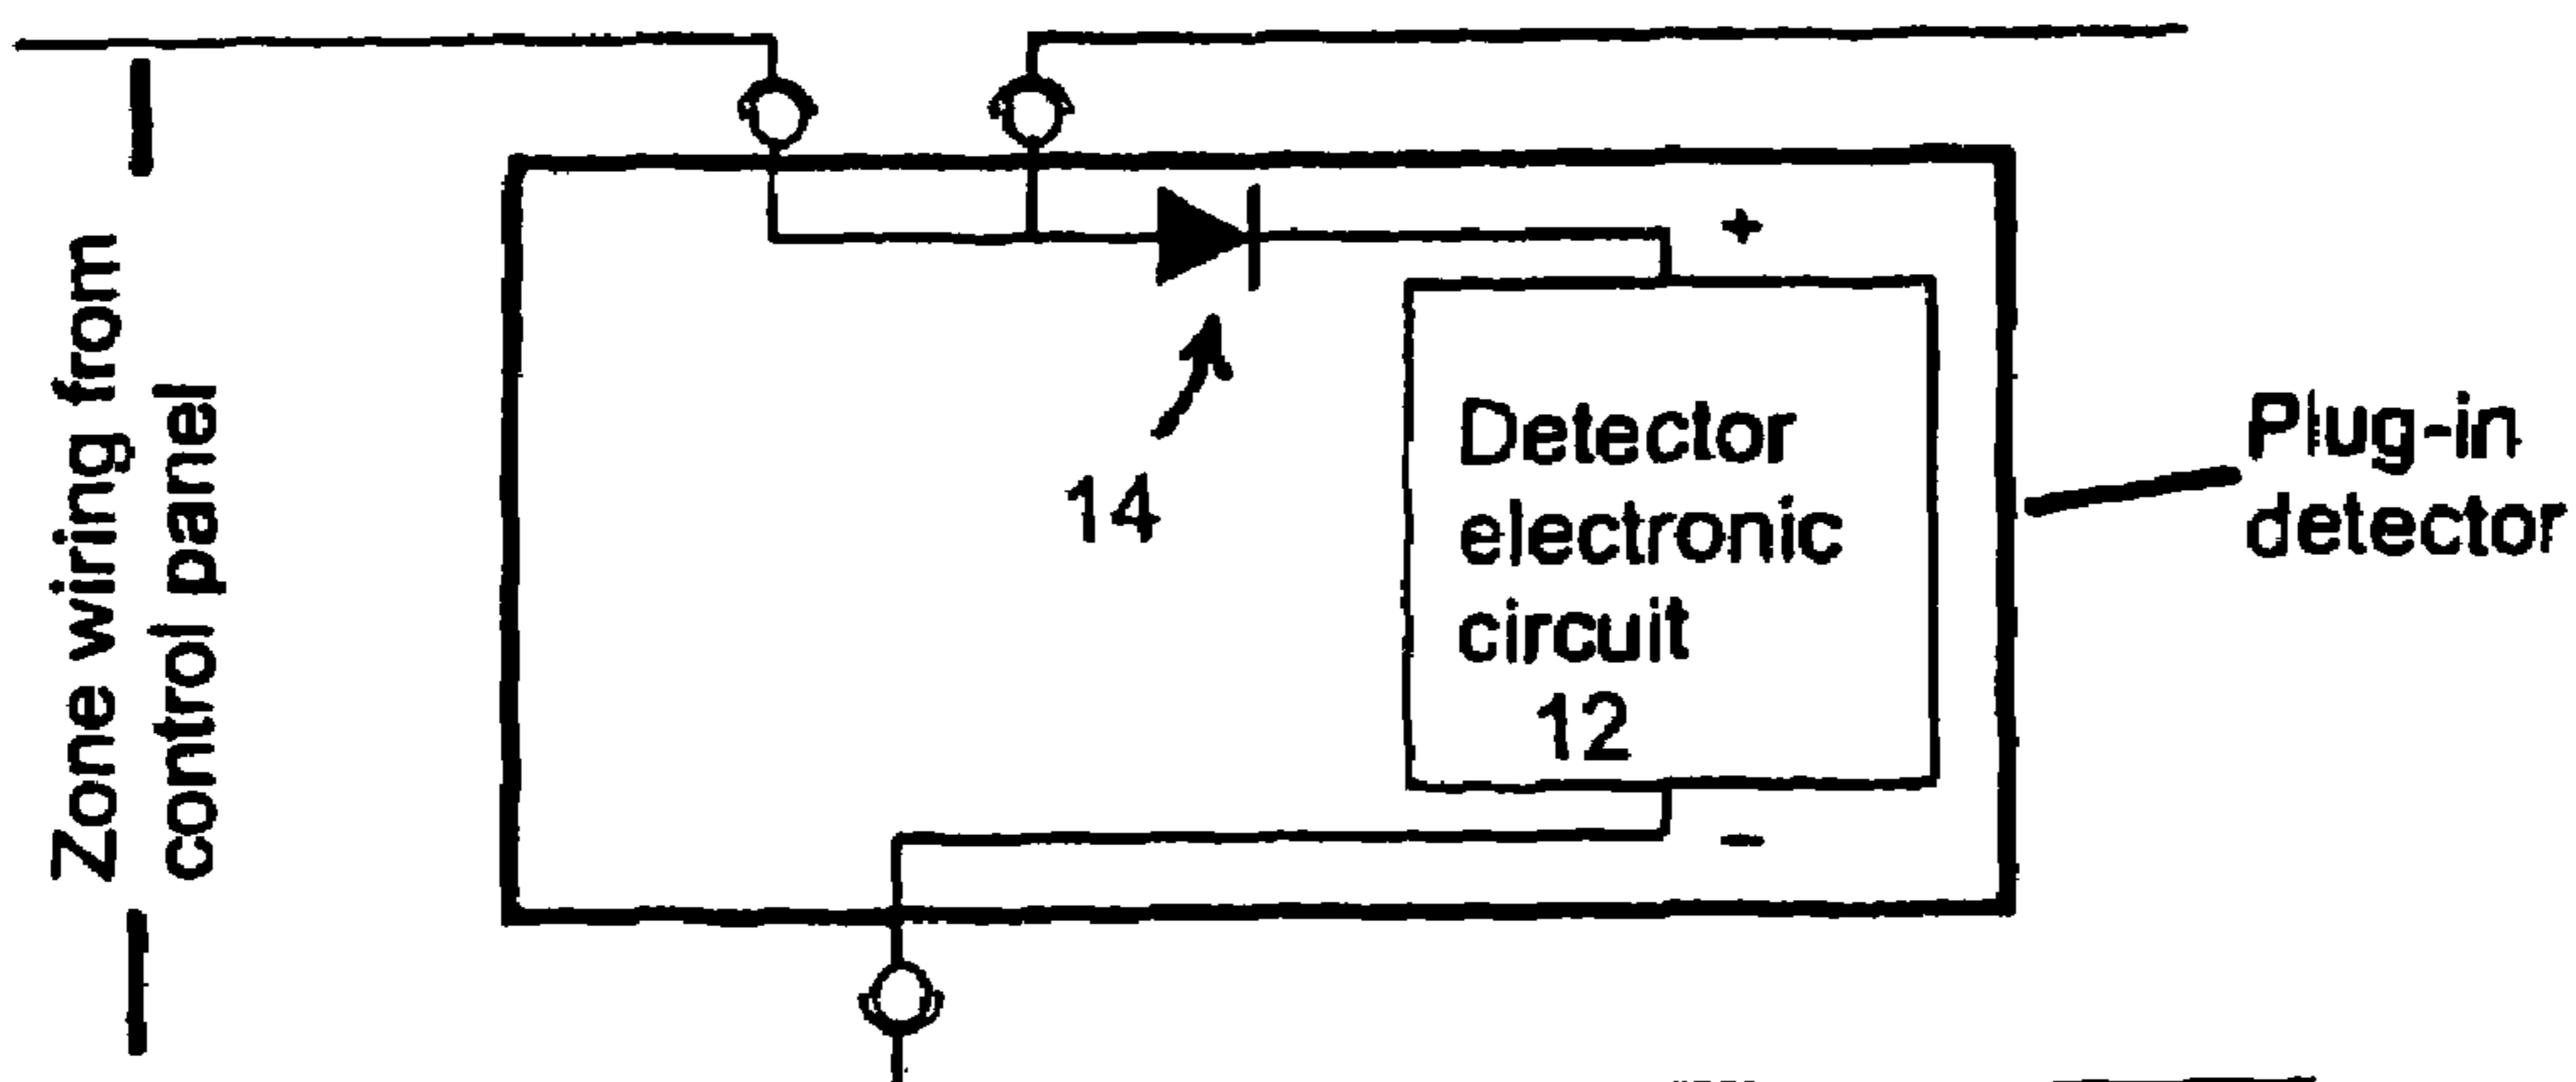 Zone wiring from
control panel
+
14
Detector
electronic
circuit
12
-
Plug-in
detector